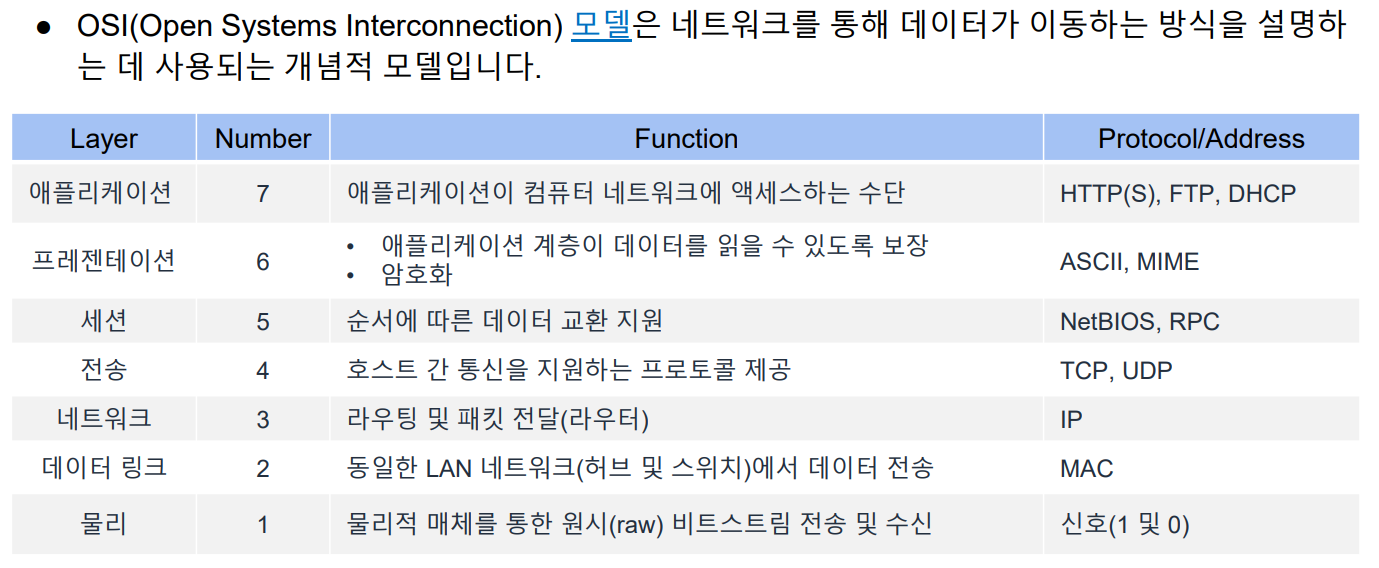 ● OSI(Open Systems Interconnection) 모델은 네트워크를 통해 데이터가 이동하는 방식을 설명하
는 데 사용되는 개념적 모델입니다.
Layer Number Function Protocol/Address
애플리케이션 7 애플리케이션이 컴퓨터 네트워크에 액세스하는 수단 HTTP(S), FTP, DHCP
프레젠테이션 6 • 애플리케이션 계층이 데이터를 읽을 수 있도록 보장 ASCII, MIME
• 암호화
세션 5 순서에 따른 데이터 교환 지원 NetBIOS, RPC
전송 4 호스트 간 통신을 지원하는 프로토콜 제공 TCP, UDP
네트워크 3 라우팅 및 패킷 전달(라우터) IP
데이터 링크 2 동일한 LAN 네트워크(허브 및 스위치)에서 데이터 전송 MAC
물리 1 물리적 매체를 통한 원시(raw) 비트스트림 전송 및 수신 신호(1 및 0)